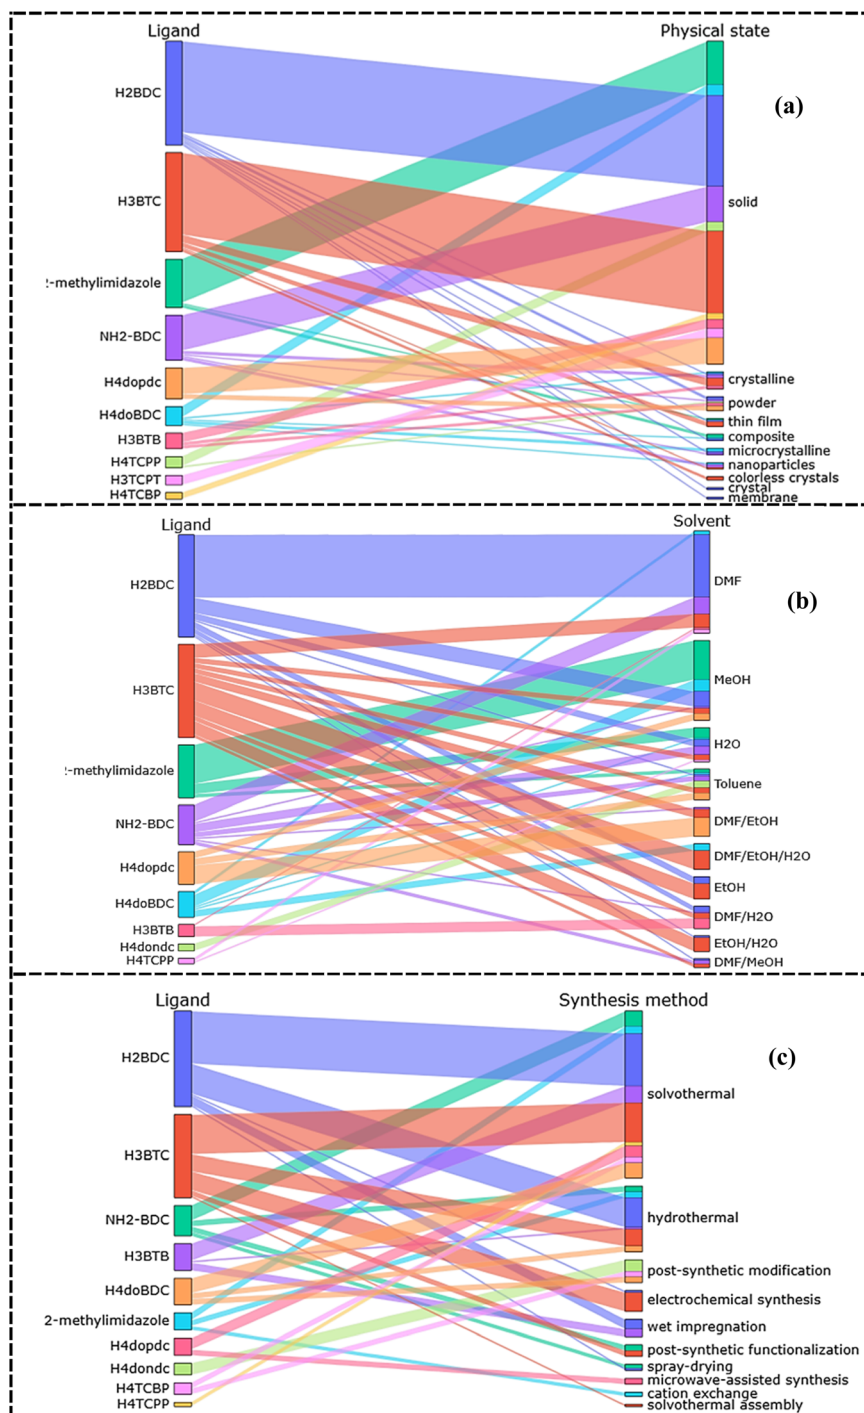 Ligand Physical state
(a)
H2BDC
H3BTC
2-methylimidazole
NH2-BDC
H4dopdc
H4doBDC
H3BTB
H4TCPP
H3TCPT
H4TCBP
solid
crystalline
powder
thin film
composite
microcrystalline
nanoparticles
colorless crystals
crystal
membrane
Ligand Solvent
(b)
H2BDC
H3BTC
2-methylimidazole
NH2-BDC
H4dopdc
H4doBDC
H3BTB
H4dondc
H4TCPP
DMF
MeOH
H2O
Toluene
DMF/EtOH
DMF/EtOH/H2O
EtOH
DMF/H2O
EtOH/H2O
DMF/MeOH
Ligand Synthesis method
(c)
H2BDC
H3BTC
NH2-BDC
H3BTB
H4doBDC
2-methylimidazole
H4dopdc
H4dondc
H4TCBP
H4TCPP
solvothermal
hydrothermal
post-synthetic modification
electrochemical synthesis
wet impregnation
post-synthetic functionalization
spray-drying
microwave-assisted synthesis
cation exchange
solvothermal assembly